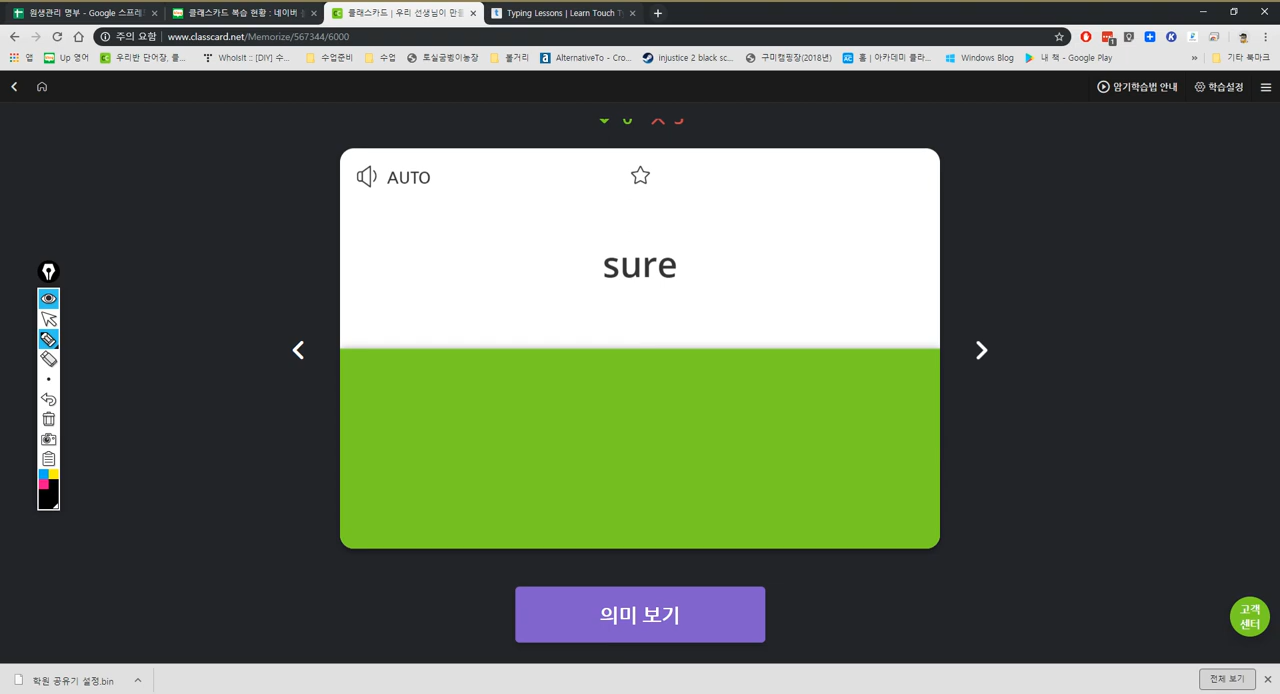 원생관리 명부 - Google 스프레
클래스카드 복습 현황 : 네이버
클래스카드 | 우리 선생님이 만들
Typing Lessons | Learn Touch T
주의 요함
www.classcard.net/Memorize/567344/6000
앱
Up 영어
우리반 단어장, 클...
WhoIst :: [DIY] 수...
수업준비
수업
토실굼벵이농장
볼거리
AlternativeTo - Cro...
injustice 2 black sc...
구미캠핑장(2018년)
홈 | 아카데미 클라...
Windows Blog
내 책 - Google Play
»
기타 북마크
암기학습법 안내
학습설정
AUTO
sure
의미 보기
고객
센터
학원 공유기 설정.bin
전체 보기